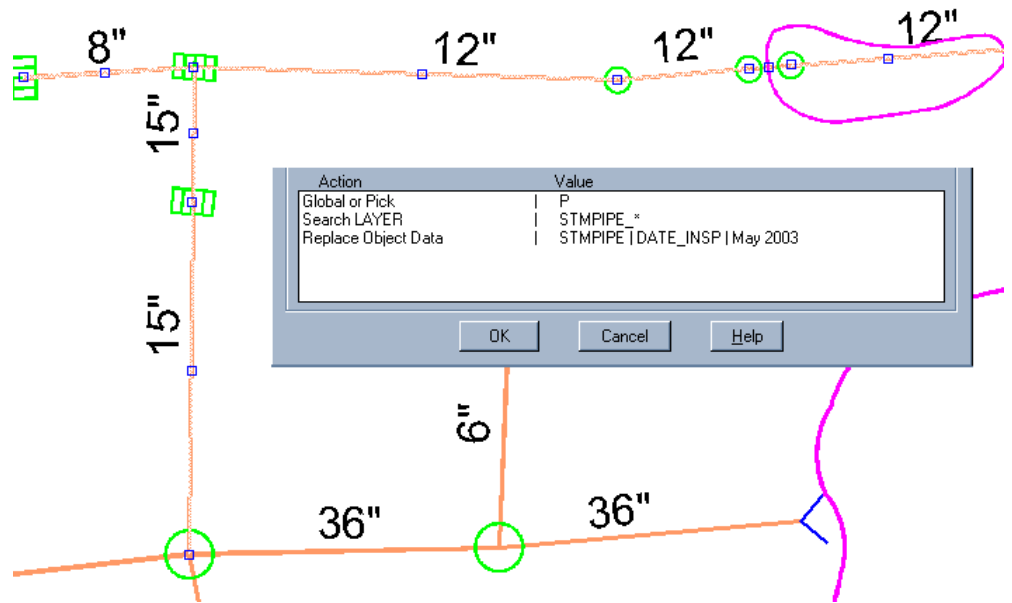 8"
12"
12"
12"
15"
Action Value
Global or Pick | P
Search LAYER | STMPIPE_*
Replace Object Data | STMPIPE | DATE_INSP | May 2003
15"
OK Cancel Help
6"
36"
36"